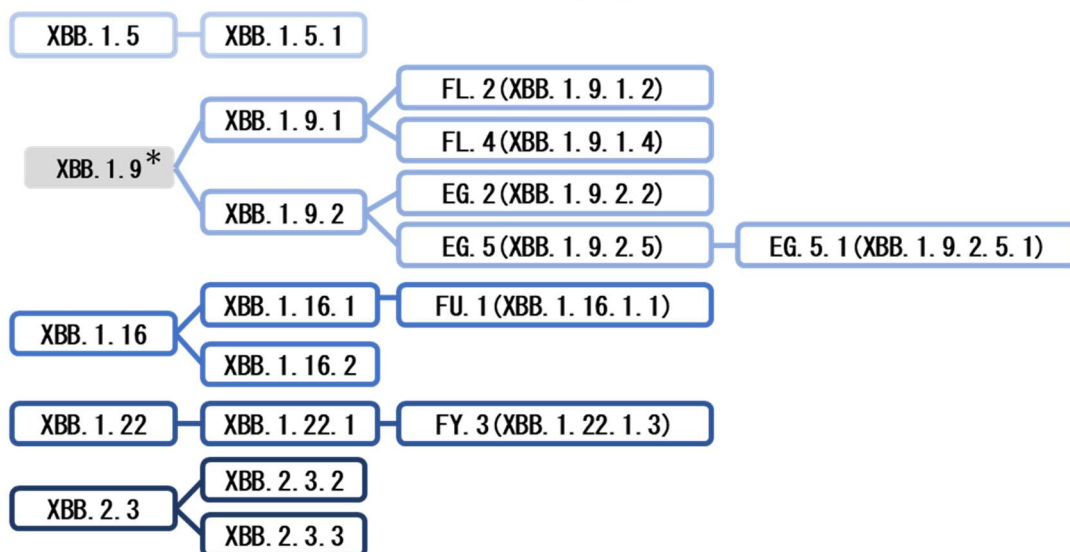 XBB.1.5
XBB.1.5.1
FL.2(XBB.1.9.1.2)
XBB.1.9.1
FL.4(XBB.1.9.1.4)
XBB.1.9*
EG.2(XBB.1.9.2.2)
XBB.1.9.2
EG.5(XBB.1.9.2.5)
EG.5.1(XBB.1.9.2.5.1)
XBB.1.16.1
FU.1(XBB.1.16.1.1)
XBB.1.16
XBB.1.16.2
XBB.1.22
XBB.1.22.1
FY.3(XBB.1.22.1.3)
XBB.2.3.2
XBB.2.3
XBB.2.3.3